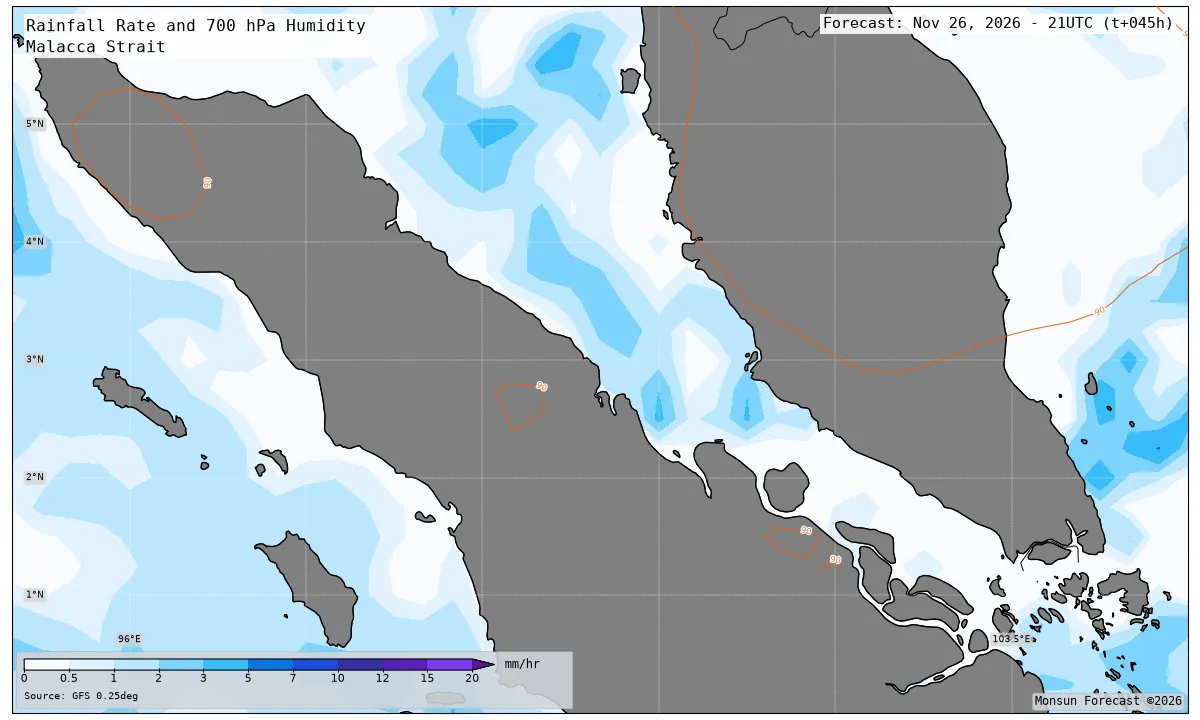 Rainfall Rate and 700 hPa Humidity
Malacca Strait
Forecast: Nov 26, 2026 - 21UTC (t+045h)
5°N
90
4°N
90
3°N
90
2°N
90
90
1°N
96°E
103.5°E
mm/hr
0 0.5 1 2 3 5 7 10 12 15 20
Source: GFS 0.25deg
Monsun Forecast ©2026